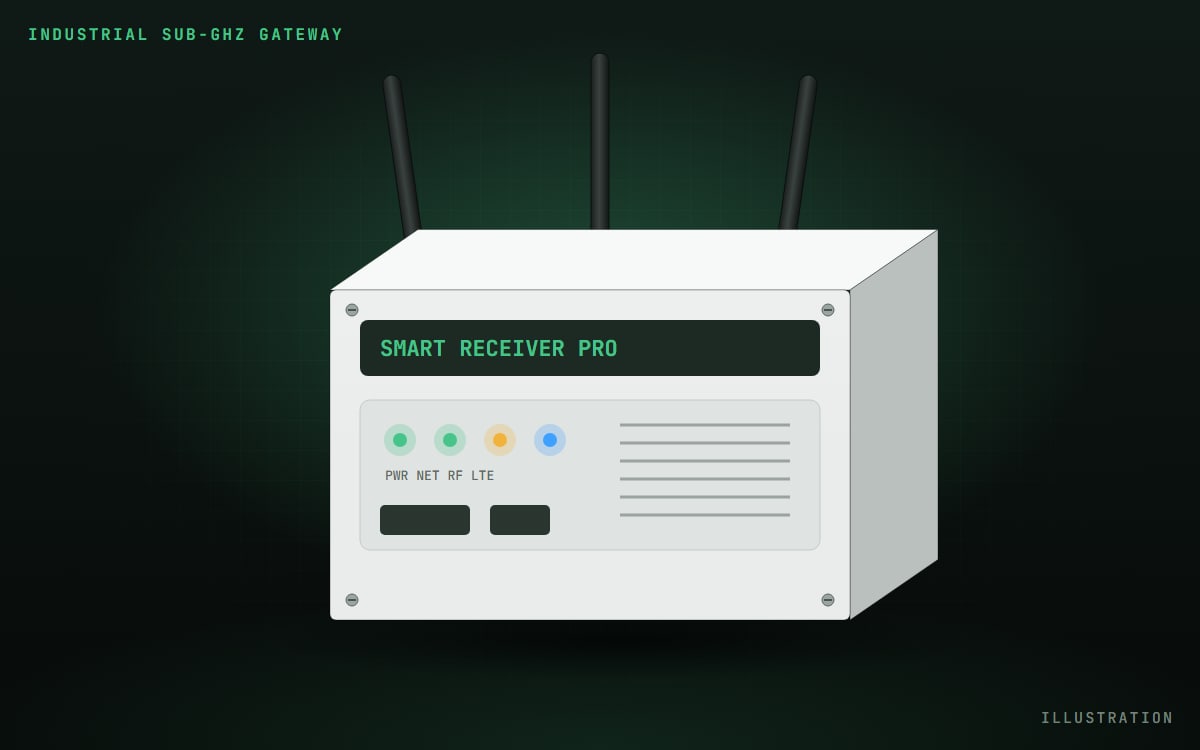 INDUSTRIAL SUB-GHZ GATEWAY
SMART RECEIVER PRO
PWR NET RF LTE
ILLUSTRATION